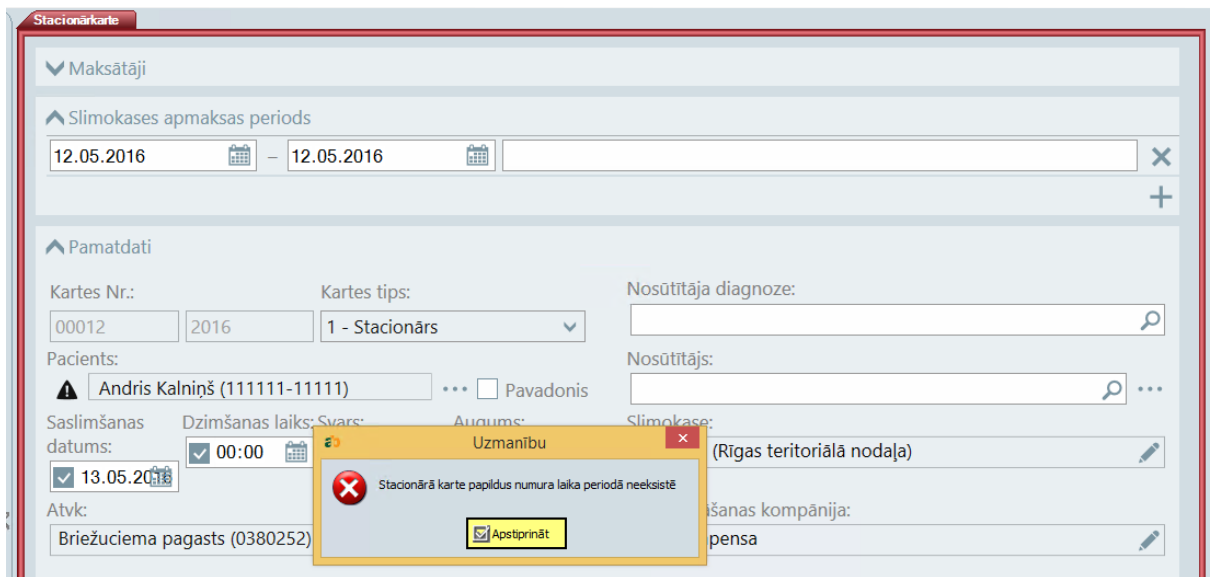 Stacionārkarte
Maksātāji
Slimokases apmaksas periods
12.05.2016 – 12.05.2016
Pamatdati
Kartes Nr.: Kartes tips: Nosūtītāja diagnoze:
00012 2016 1 - Stacionārs
Pacients: Nosūtītājs:
Andris Kalniņš (111111-11111) Pavadonis
Saslimšanas Dzimšanas laiks: Svars: Augums: Slimokase:
datums: 00:00 (Rīgas teritoriālā nodaļa)
13.05.20
Uzmanību
Stacionārā karte papildus numura laika periodā neeksistē
Apstiprināt
Atvk: šanas kompānija:
Briežuciema pagasts (0380252) pensa